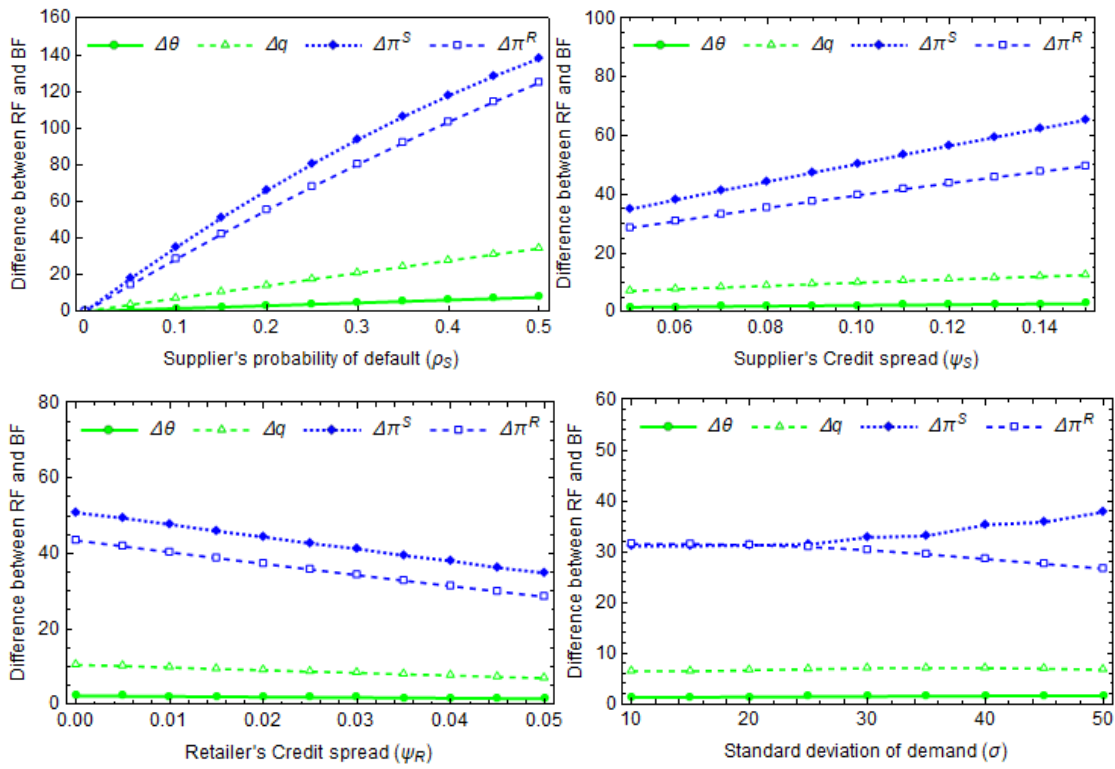 Difference between RF and BF
160
140
120
100
80
60
40
20
0
Δθ Δq Δπ^S Δπ^R
0 0.1 0.2 0.3 0.4 0.5
Supplier's probability of default (ρ_S)
Difference between RF and BF
100
80
60
40
20
0
Δθ Δq Δπ^S Δπ^R
0.06 0.08 0.10 0.12 0.14
Supplier's Credit spread (ψ_S)
Difference between RF and BF
80
60
40
20
0
Δθ Δq Δπ^S Δπ^R
0.00 0.01 0.02 0.03 0.04 0.05
Retailer's Credit spread (ψ_R)
Difference between RF and BF
60
50
40
30
20
10
0
Δθ Δq Δπ^S Δπ^R
10 20 30 40 50
Standard deviation of demand (σ)